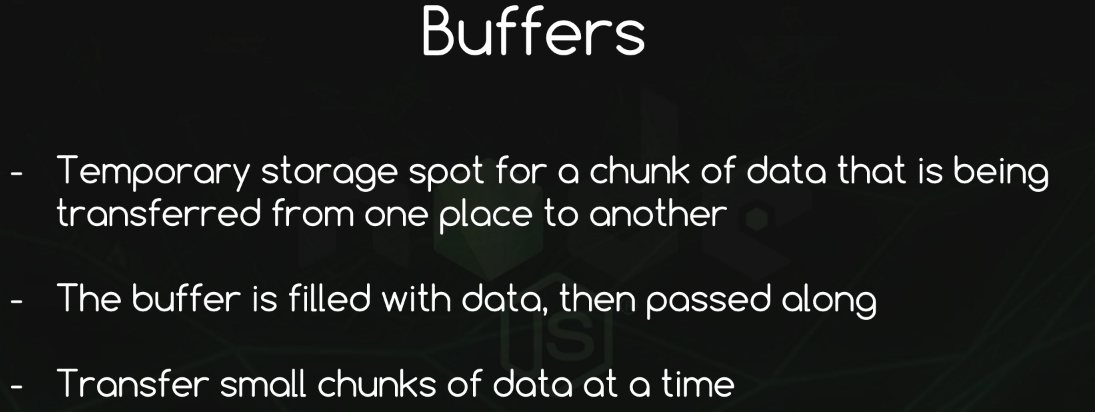 Buffers
- Temporary storage spot for a chunk of data that is being
transferred from one place to another
- The buffer is filled with data, then passed along
- Transfer small chunks of data at a time